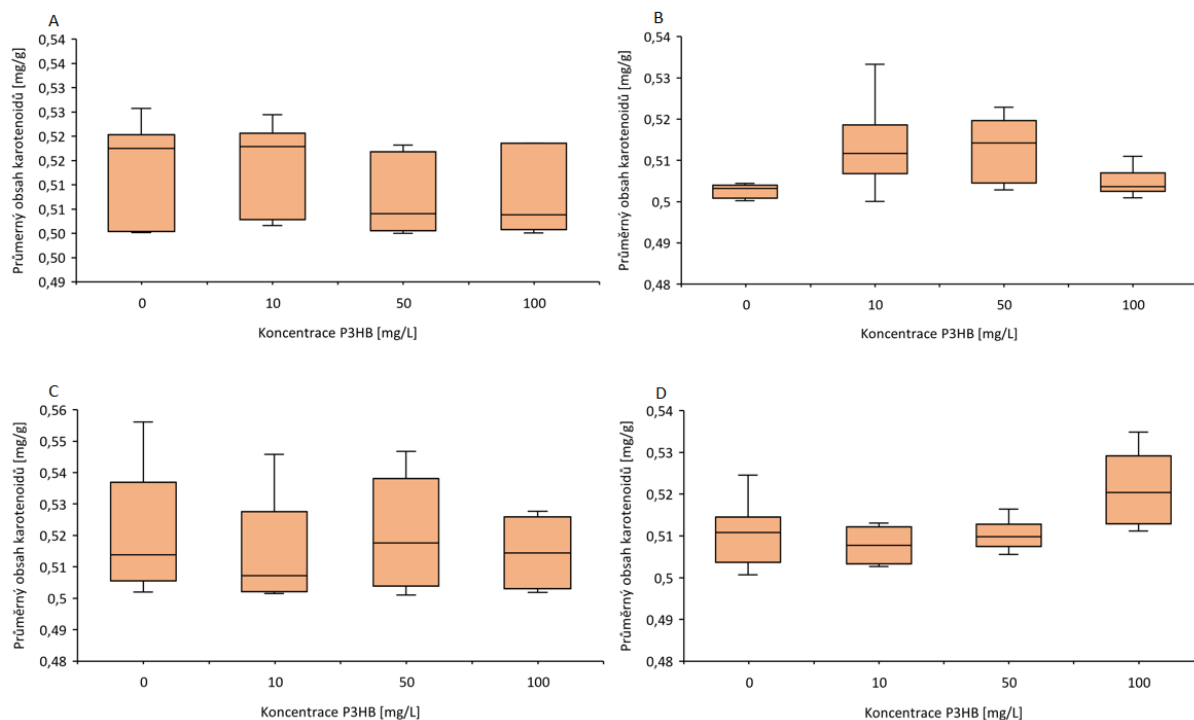 A
Průmerný obsah karotenoidů [mg/g]
0,54
0,54
0,53
0,53
0,52
0,52
0,51
0,51
0,50
0,50
0,49
0 10 50 100
Koncentrace P3HB [mg/L]
B
Průměrný obsah karotenoidů [mg/g]
0,54
0,53
0,52
0,51
0,5
0,49
0,48
0 10 50 100
Koncentrace P3HB [mg/L]
C
Průměrný obsah karotenoidů [mg/g]
0,56
0,55
0,54
0,53
0,52
0,51
0,5
0,49
0,48
0 10 50 100
Koncentrace P3HB [mg/L]
D
Průměrný obsah karotenoidů [mg/g]
0,54
0,53
0,52
0,51
0,5
0,49
0,48
0 10 50 100
Koncentrace P3HB [mg/L]